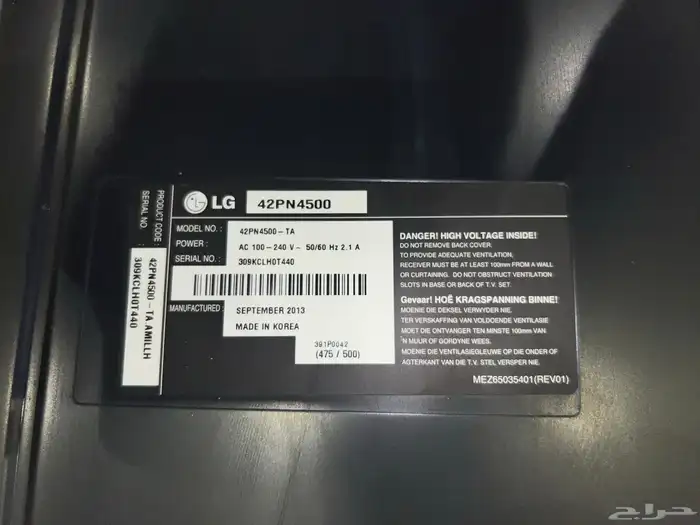 LG 42PN4500
MODEL NO. : 42PN4500-TA
POWER : AC 100-240 V~ 50/60 Hz 2.1 A
SERIAL NO. : 309KCLH0T440
MANUFACTURED : SEPTEMBER 2013
MADE IN KOREA
391P0042
(475 / 500)
PRODUCT CODE : 42PN4500-TA AMILLH
SERIAL NO. : 309KCLH0T440
DANGER! HIGH VOLTAGE INSIDE!
DO NOT REMOVE BACK COVER.
TO PROVIDE ADEQUATE VENTILATION,
RECEIVER MUST BE AT LEAST 100mm FROM A WALL
OR CURTAINING. DO NOT OBSTRUCT VENTILATION
SLOTS IN BASE OR BACK OF T.V. SET.
Gevaar! HOË KRAGSPANNING BINNE!
MOENIE DIE DEKSEL VERWYDER NIE.
TER VERSKAFFING VAN VOLDOENDE VENTILASIE
MOET DIE ONTVANGER TEN MINSTE 100mm VAN
'N MUUR OF GORDYNE WEES.
MOENIE DIE VENTILASIEGLEUWE OP DIE ONDER OF
AGTERKANT VAN DIE T.V. STEL VERSPER NIE.
MEZ65035401(REV01)
حراج